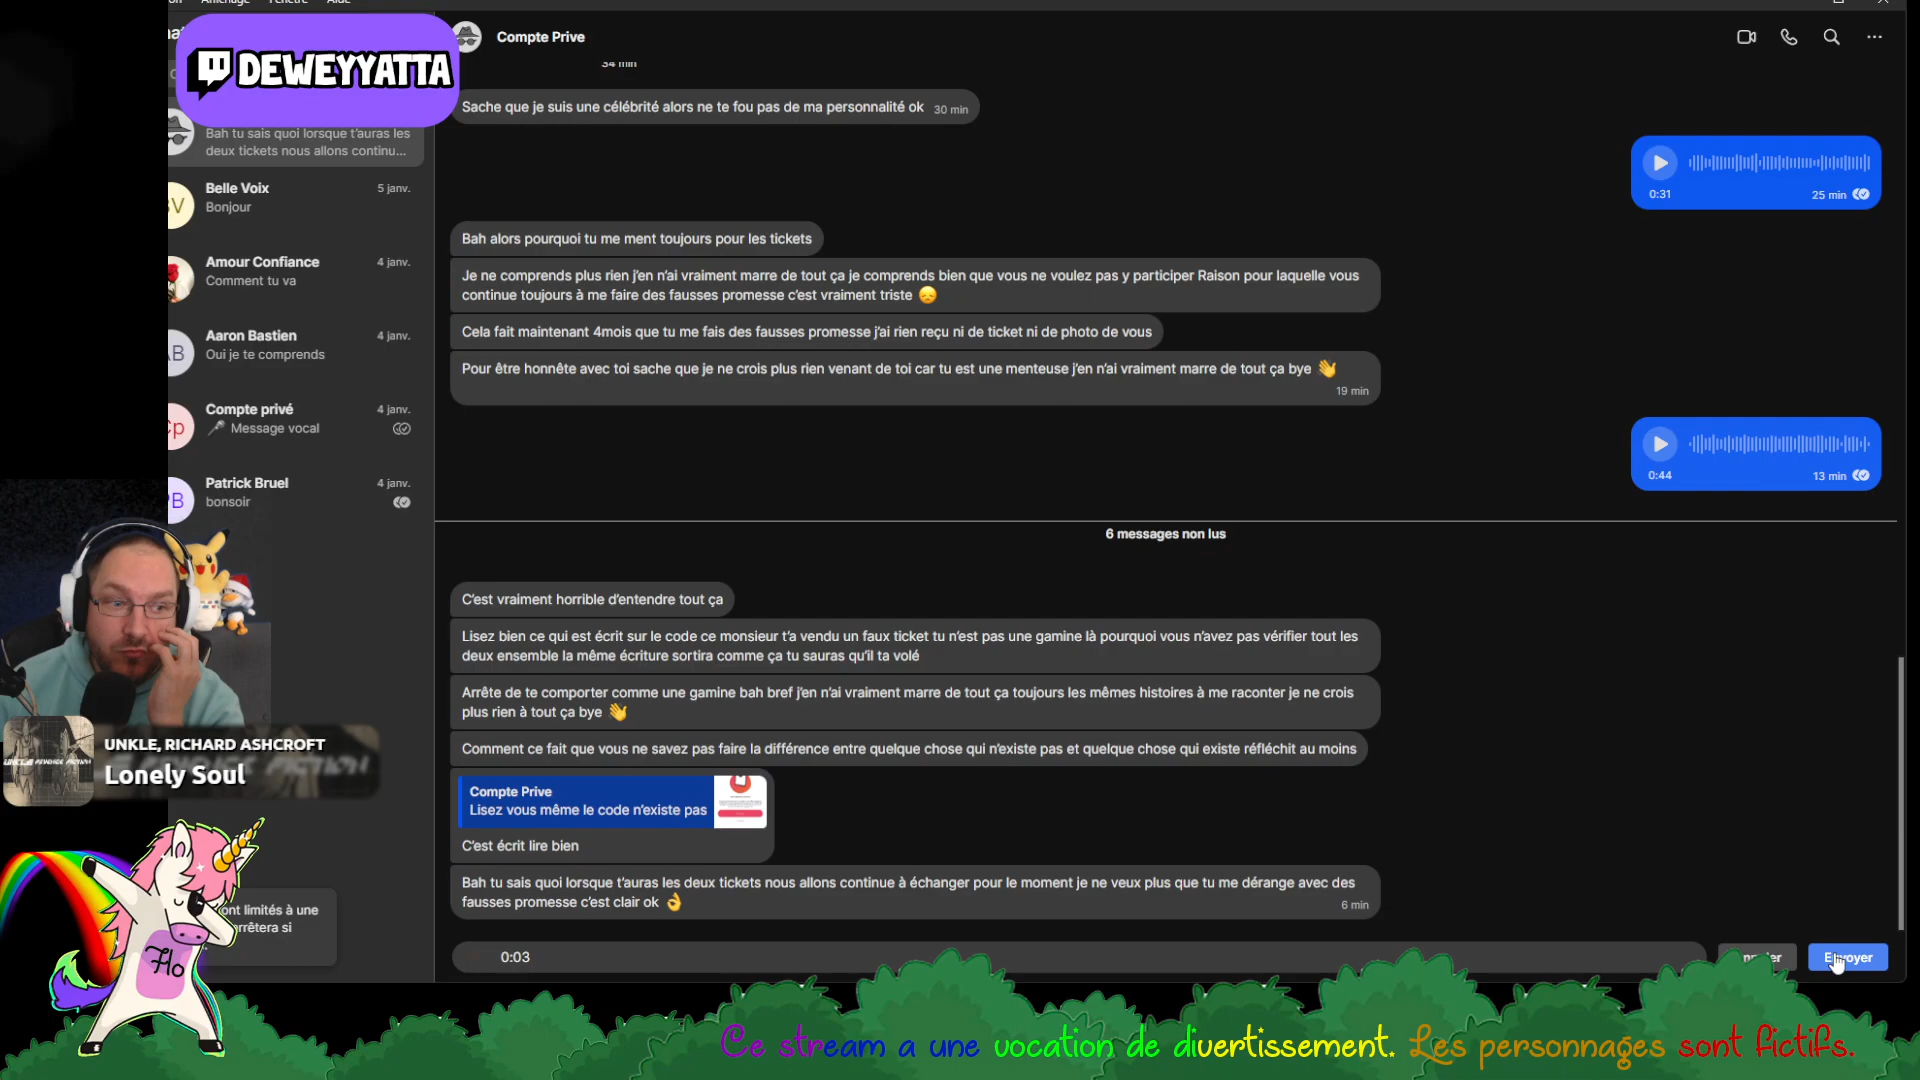 Affichage Fenêtre Aide
DEWEYYATTA
Bah tu sais quoi lorsque t'auras les
deux tickets nous allons continu...
Belle Voix 5 janv.
Bonjour
Amour Confiance 4 janv.
Comment tu va
Aaron Bastien 4 janv.
Oui je te comprends
Compte privé 4 janv.
Message vocal
Patrick Bruel 4 janv.
bonsoir
UNKLE, RICHARD ASHCROFT
Lonely Soul
ont limités à une
rrêtera si
Flo
Compte Prive
34 min
Sache que je suis une célébrité alors ne te fou pas de ma personnalité ok 30 min
0:31 25 min
Bah alors pourquoi tu me ment toujours pour les tickets
Je ne comprends plus rien j'en n'ai vraiment marre de tout ça je comprends bien que vous ne voulez pas y participer Raison pour laquelle vous
continue toujours à me faire des fausses promesse c'est vraiment triste 😞
Cela fait maintenant 4mois que tu me fais des fausses promesse j'ai rien reçu ni de ticket ni de photo de vous
Pour être honnête avec toi sache que je ne crois plus rien venant de toi car tu est une menteuse j'en n'ai vraiment marre de tout ça bye 👋
19 min
0:44 13 min
6 messages non lus
C'est vraiment horrible d'entendre tout ça
Lisez bien ce qui est écrit sur le code ce monsieur t'a vendu un faux ticket tu n'est pas une gamine là pourquoi vous n'avez pas vérifier tout les
deux ensemble la même écriture sortira comme ça tu sauras qu'il ta volé
Arrête de te comporter comme une gamine bah bref j'en n'ai vraiment marre de tout ça toujours les mêmes histoires à me raconter je ne crois
plus rien à tout ça bye 👋
Comment ce fait que vous ne savez pas faire la différence entre quelque chose qui n'existe pas et quelque chose qui existe réfléchit au moins
Compte Prive
Lisez vous même le code n'existe pas
C'est écrit lire bien
Bah tu sais quoi lorsque t'auras les deux tickets nous allons continue à échanger pour le moment je ne veux plus que tu me dérange avec des
fausses promesse c'est clair ok 👌
6 min
0:03
Envoyer
Ce stream a une vocation de divertissement. Les personnages sont fictifs.